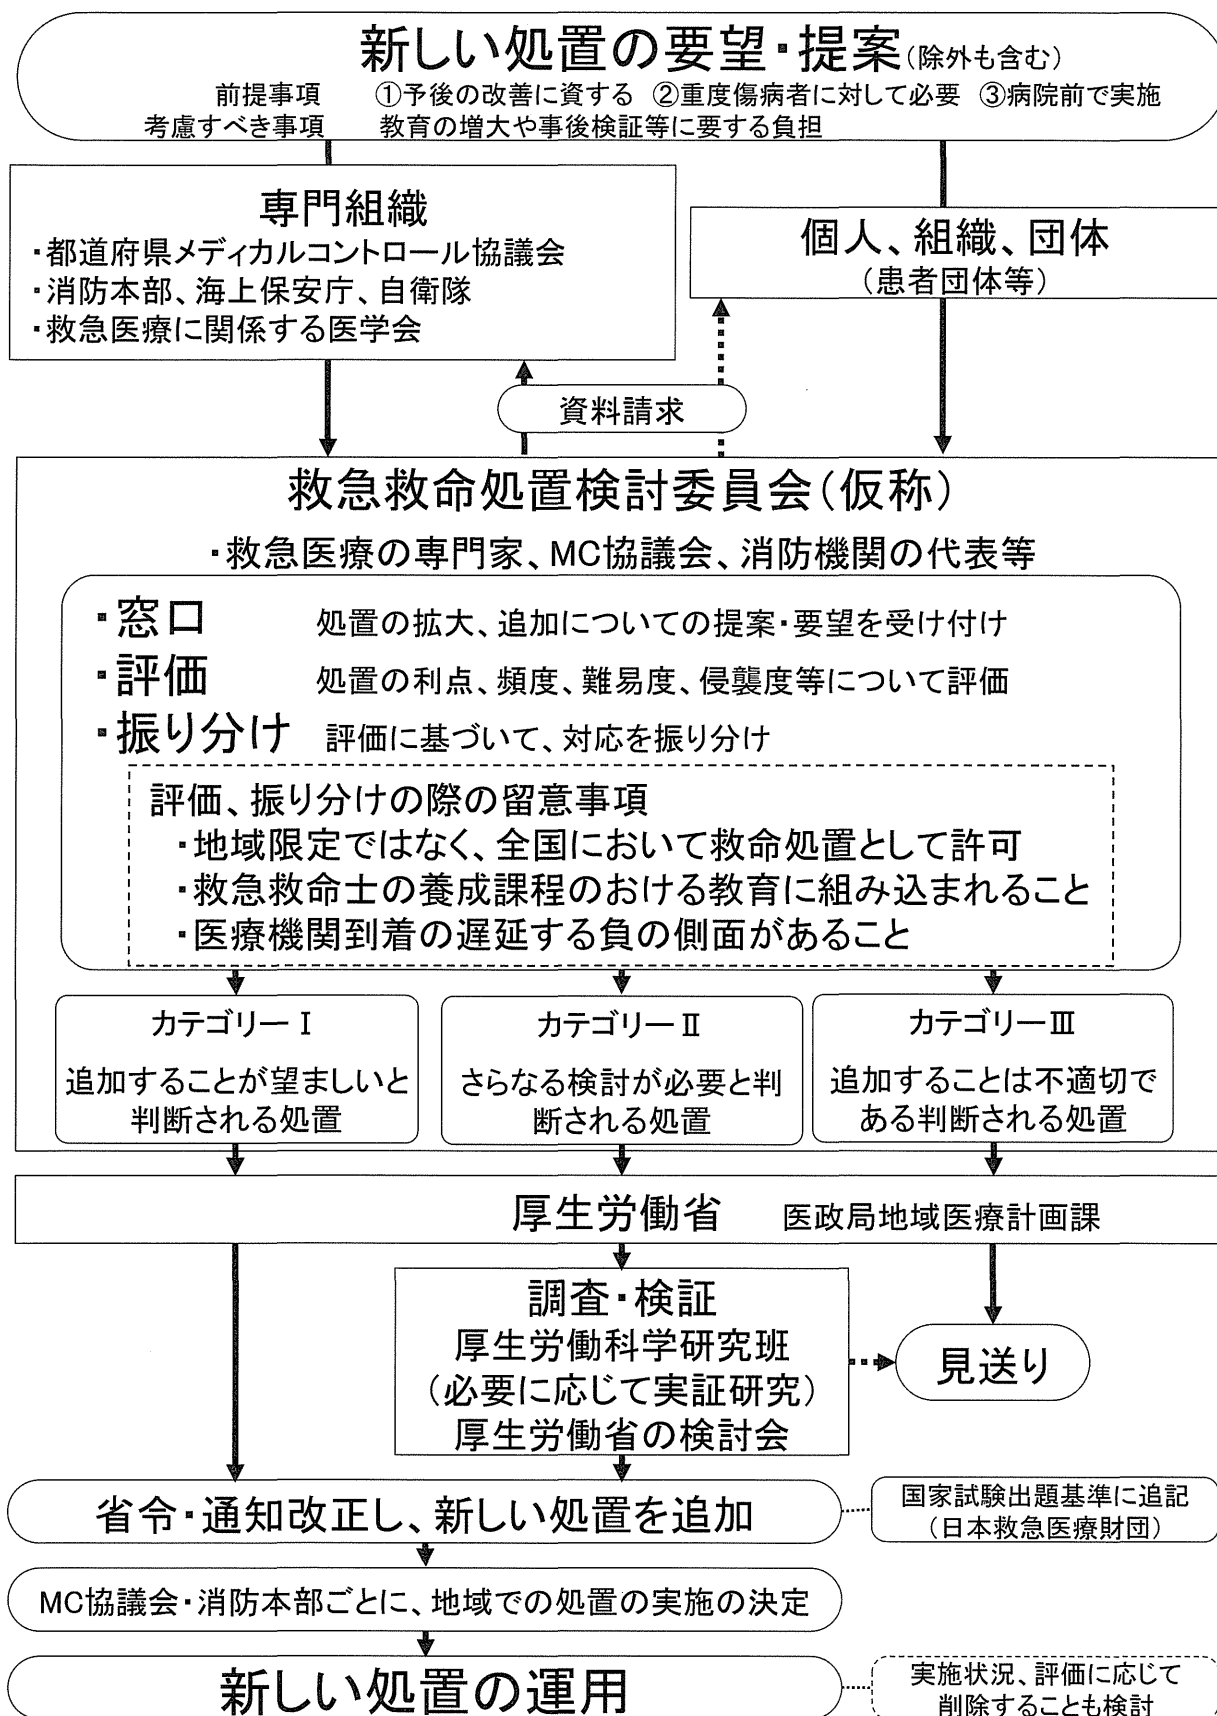 新しい処置の要望・提案(除外も含む)
前提事項 ①予後の改善に資する ②重度傷病者に対して必要 ③病院前で実施
考慮すべき事項 教育の増大や事後検証等に要する負担
専門組織
・都道府県メディカルコントロール協議会
・消防本部、海上保安庁、自衛隊
・救急医療に関係する医学会
個人、組織、団体
(患者団体等)
資料請求
救急救命処置検討委員会(仮称)
・救急医療の専門家、MC協議会、消防機関の代表等
・窓口 処置の拡大、追加についての提案・要望を受け付け
・評価 処置の利点、頻度、難易度、侵襲度等について評価
・振り分け 評価に基づいて、対応を振り分け
評価、振り分けの際の留意事項
・地域限定ではなく、全国において救命処置として許可
・救急救命士の養成課程のおける教育に組み込まれること
・医療機関到着の遅延する負の側面があること
カテゴリーⅠ
追加することが望ましいと
判断される処置
カテゴリーⅡ
さらなる検討が必要と判
断される処置
カテゴリーⅢ
追加することは不適切で
ある判断される処置
厚生労働省 医政局地域医療計画課
調査・検証
厚生労働科学研究班
(必要に応じて実証研究)
厚生労働省の検討会
見送り
省令・通知改正し、新しい処置を追加
国家試験出題基準に追記
(日本救急医療財団)
MC協議会・消防本部ごとに、地域での処置の実施の決定
新しい処置の運用
実施状況、評価に応じて
削除することも検討